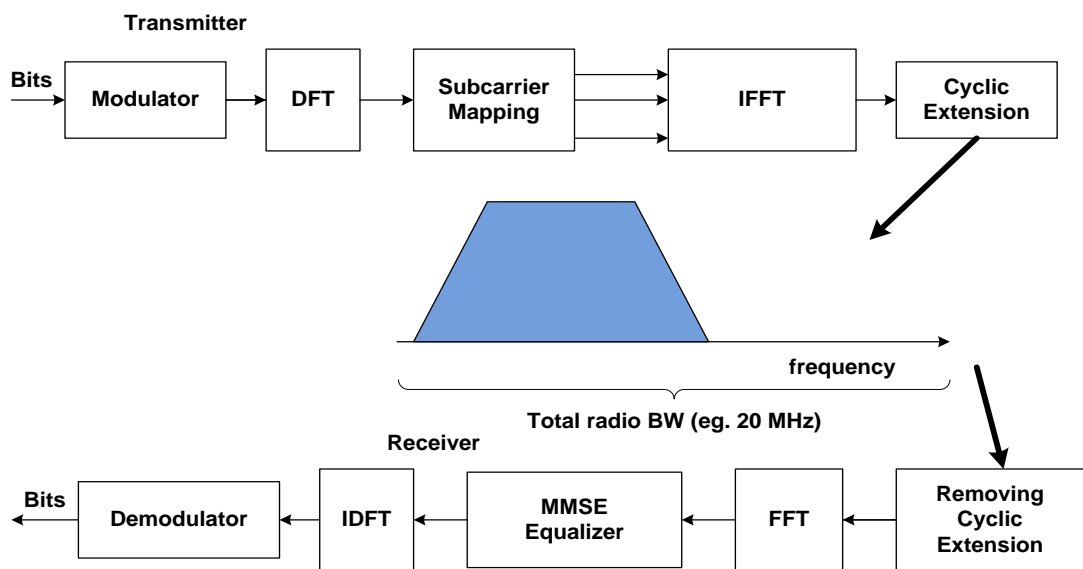 Transmitter
Bits
Modulator
DFT
Subcarrier
Mapping
IFFT
Cyclic
Extension
frequency
Total radio BW (eg. 20 MHz)
Receiver
Bits
Demodulator
IDFT
MMSE
Equalizer
FFT
Removing
Cyclic
Extension